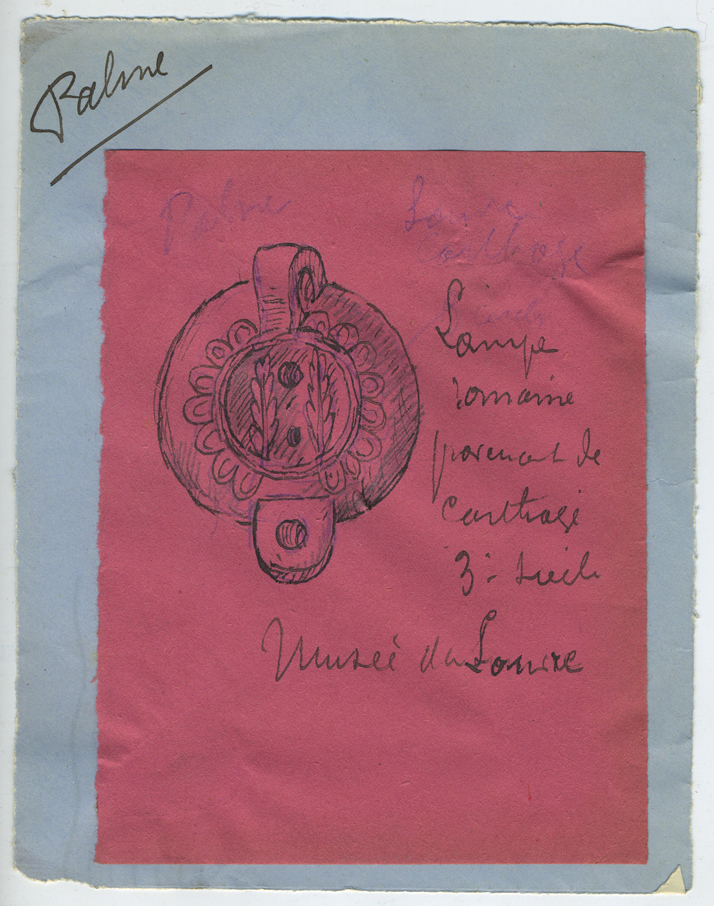 Palme
Palme
Lampe
romaine
provenant de
Carthage
3e siècle
Musée du Louvre